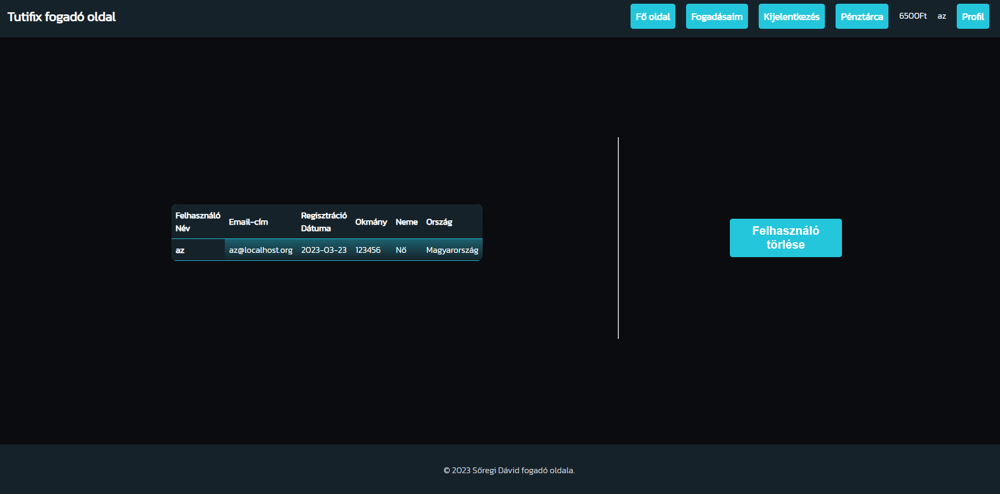 Tutifix fogadó oldal
Fő oldal
Fogadásaim
Kijelentkezés
Pénztárca
6500Ft
az
Profil
Felhasználó Név
Email-cím
Regisztráció Dátuma
Okmány
Neme
Ország
az
az@localhost.org
2023-03-23
123456
Nő
Magyarország
Felhasználó
törlése
© 2023 Sőregi Dávid fogadó oldala.